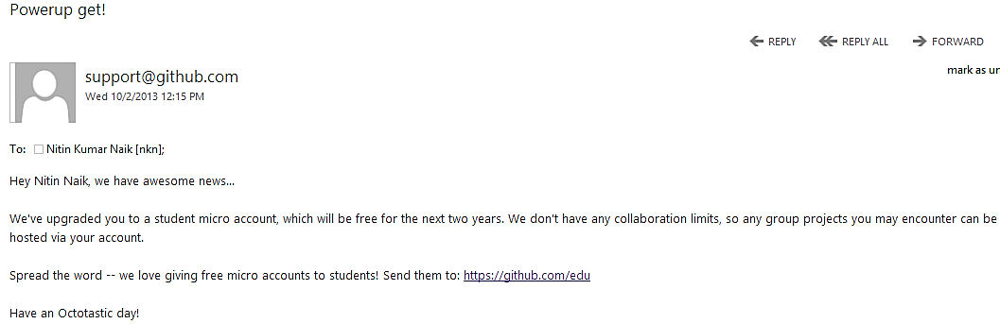 Powerup get!
REPLY REPLY ALL FORWARD
support@github.com
mark as un
Wed 10/2/2013 12:15 PM
To: Nitin Kumar Naik [nkn];
Hey Nitin Naik, we have awesome news...
We've upgraded you to a student micro account, which will be free for the next two years. We don't have any collaboration limits, so any group projects you may encounter can be
hosted via your account.
Spread the word -- we love giving free micro accounts to students! Send them to: https://github.com/edu
Have an Octotastic day!